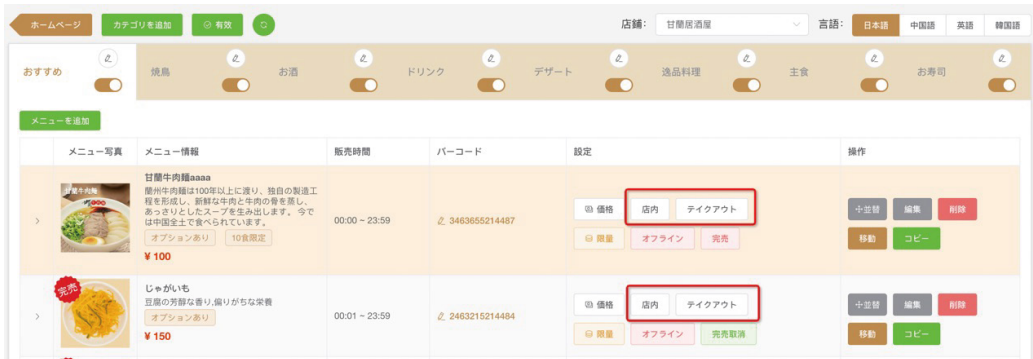 ホームページ カテゴリを追加 有效 店鋪: 甘蘭居酒屋 言語: 日本語 中国語 英語 韓国語
おすすめ 焼鳥 お酒 ドリンク デザート 逸品料理 主食 お寿司
メニューを追加
メニュー写真 メニュー情報 販売時間 バーコード 設定 操作
甘蘭牛肉麺
甘蘭牛肉麺aaaa
蘭州牛肉麺は100年以上に渡り、独自の製造工
程を形成し、新鮮な牛肉と牛肉の骨を蒸し、
あっさりとしたスープを生み出します。 今で
は中国全土で食べられています。
オプションあり 10食限定
¥ 100
00:00 ~ 23:59
3463655214487
価格 店内 テイクアウト
限量 オフライン 完売
並替 編集 削除
移動 コピー
完売
じゃがいも
豆腐の芳醇な香り,偏りがちな栄養
オプションあり
¥ 150
00:01 ~ 23:59
2463215214484
価格 店内 テイクアウト
限量 オフライン 完売取消
並替 編集 削除
移動 コピー